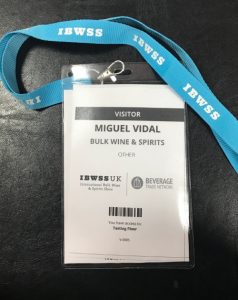 IBWSS
IBWSS
IBWSS
VISITOR
MIGUEL VIDAL
BULK WINE & SPIRITS
OTHER
IBWSS UK
International Bulk Wine
& Spirits Show
BEVERAGE
TRADE NETWORK
You have access to:
Tasting Floor